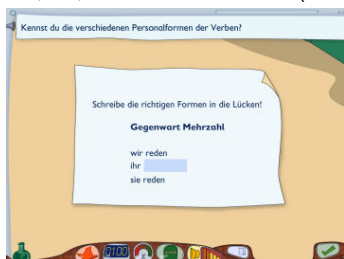 Kennst du die verschiedenen Personalformen der Verben?
Schreibe die richtigen Formen in die Lücken!
Gegenwart Mehrzahl
wir reden
ihr
sie reden